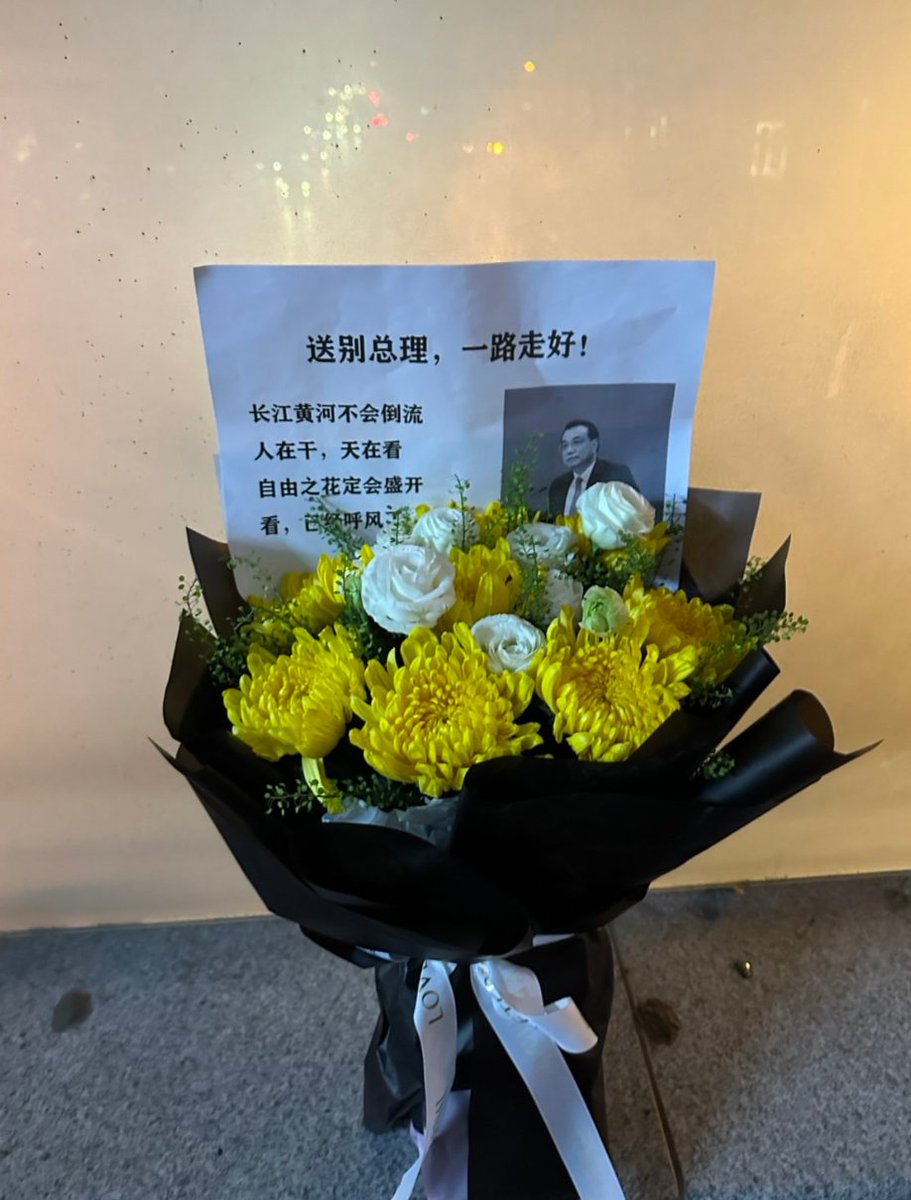 送别总理，一路走好！
长江黄河不会倒流
人在干，天在看
自由之花定会盛开
看，已经呼风
LOV